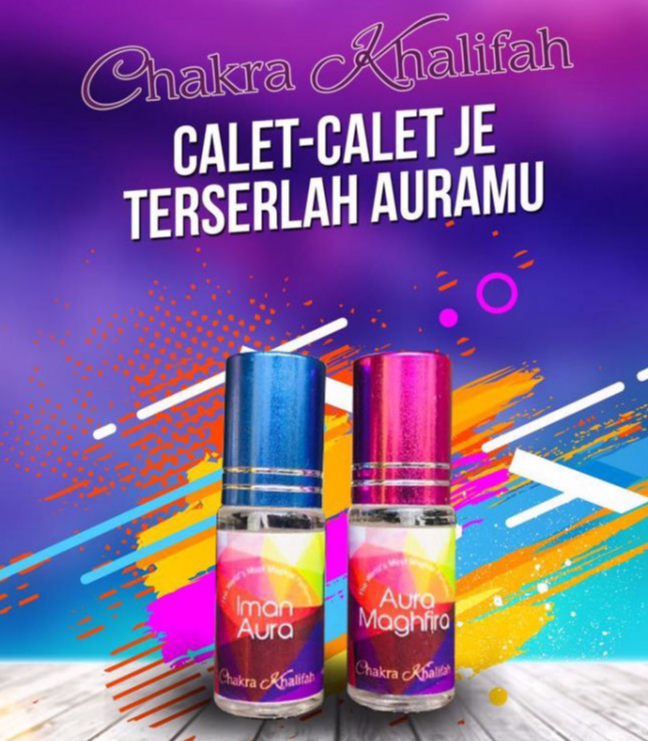 Chakra Khalifah
CALET-CALET JE
TERSERLAH AURAMU
Iman
Aura
Chakra Khalifah
Aura
Maghfira
Chakra Khalifah